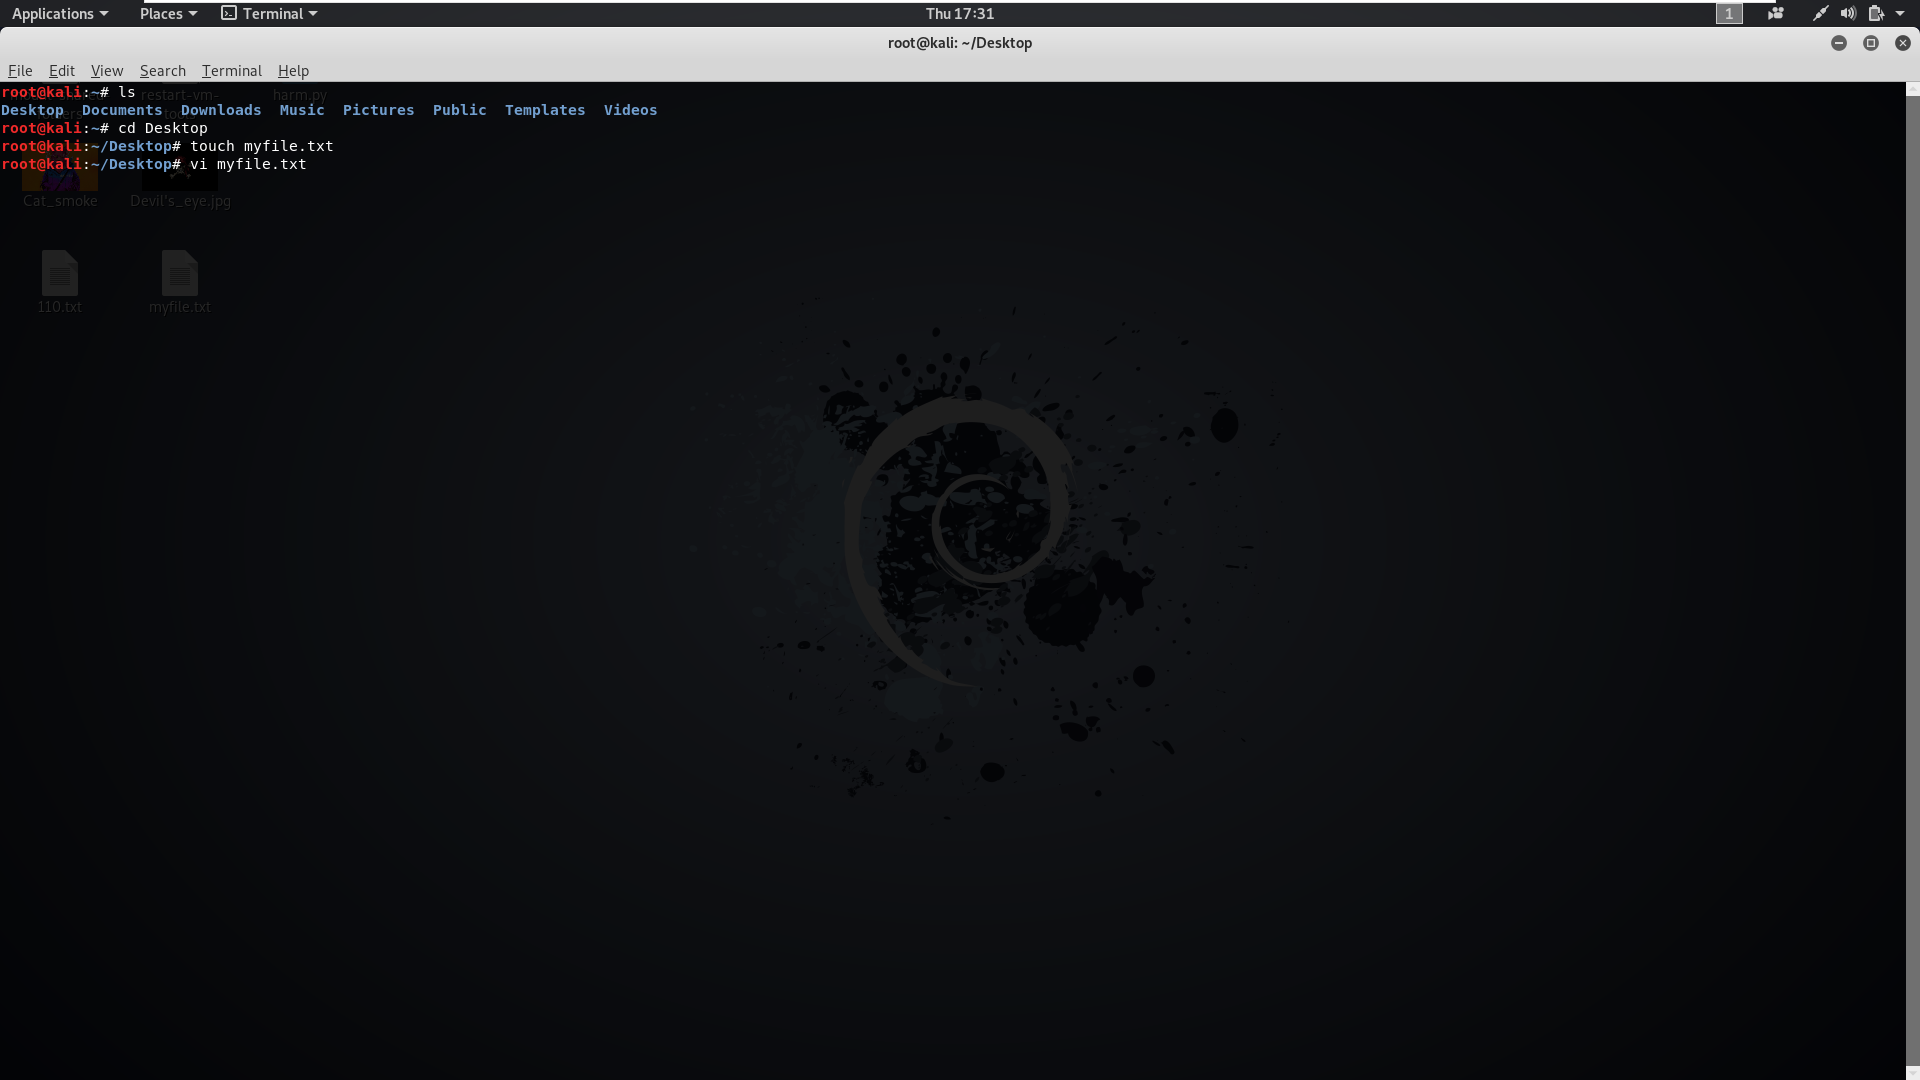 Applications Places Terminal Thu 17:31 1
root@kali: ~/Desktop
File Edit View Search Terminal Help
root@kali:~# ls
Desktop Documents Downloads Music Pictures Public Templates Videos
root@kali:~# cd Desktop
root@kali:~/Desktop# touch myfile.txt
root@kali:~/Desktop# vi myfile.txt
restart-vm- harm.py
Cat_smoke Devil's_eye.jpg
110.txt myfile.txt